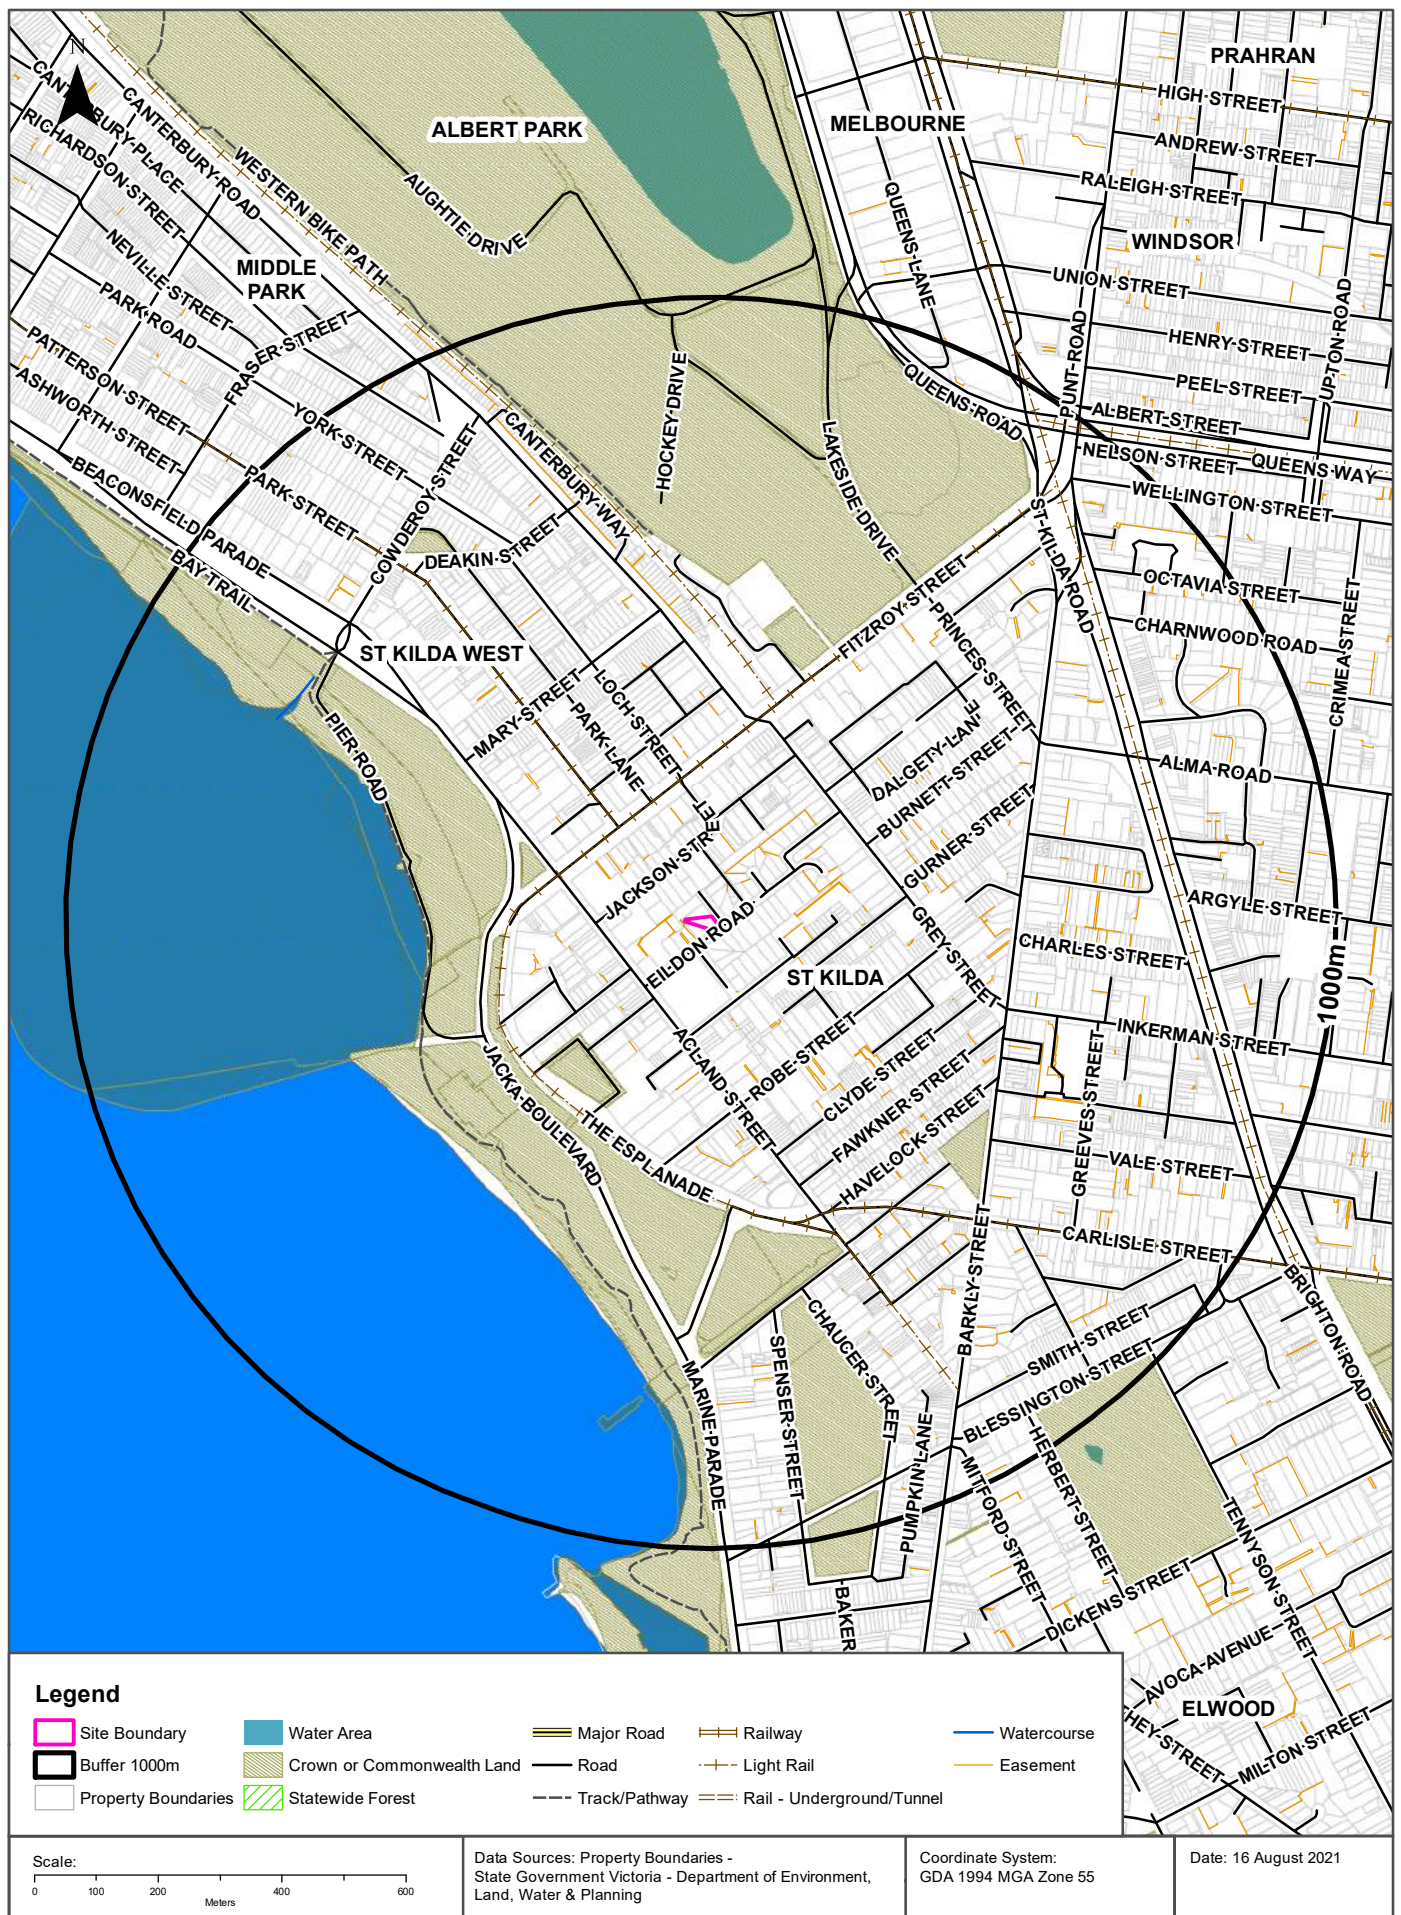 N
PRAHRAN
HIGH STREET
CANTERBURY PLACE
CANTERBURY ROAD
ALBERT PARK
MELBOURNE
ANDREW STREET
RICHARDSON STREET
WESTERN BIKE PATH
AUGHTIE DRIVE
QUEENS LANE
RALEIGH STREET
WINDSOR
NEVILLE STREET
MIDDLE
PARK
UNION STREET
PARK ROAD
UPTON ROAD
PATTERSON STREET
FRASER STREET
HENRY STREET
PUNT ROAD
ASHWORTH STREET
HOCKEY DRIVE
QUEENS ROAD
PEEL STREET
ALBERT STREET
YORK STREET
CANTERBURY WAY
LAKESIDE DRIVE
NELSON STREET
QUEENS WAY
BEACONSFIELD PARADE
PARK STREET
COWDEROY STREET
WELLINGTON STREET
BAY TRAIL
DEAKIN STREET
ST KILDA ROAD
OCTAVIA STREET
FITZROY STREET
PRINCES STREET
CHARNWOOD ROAD
CRIMEA STREET
ST KILDA WEST
LOCH STREET
MARY STREET
PARK LANE
PIER ROAD
DALGETY LANE
BURNETT STREET
ALMA ROAD
GURNER STREET
JACKSON STREET
ARGYLE STREET
EILDON ROAD
GREY STREET
CHARLES STREET
ST KILDA
1000m
INKERMAN STREET
ACLAND STREET
ROBE STREET
CLYDE STREET
GREEVES STREET
JACKA BOULEVARD
FAWKNER STREET
THE ESPLANADE
HAVELOCK STREET
VALE STREET
CARLISLE STREET
BARKLY STREET
BRIGHTON ROAD
CHAUCER STREET
SMITH STREET
SPENSER STREET
BLESSINGTON STREET
MARINE PARADE
PUMPKIN LANE
HERBERT STREET
MITFORD STREET
TENNYSON STREET
DICKENS STREET
BAKER
AVOCA AVENUE
ELWOOD
HEY STREET
MILTON STREET
Legend
Site Boundary
Water Area
Major Road
Railway
Watercourse
Buffer 1000m
Crown or Commonwealth Land
Road
Light Rail
Easement
Property Boundaries
Statewide Forest
Track/Pathway
Rail - Underground/Tunnel
Scale:
0 100 200 400 600
Meters
Data Sources: Property Boundaries -
State Government Victoria - Department of Environment,
Land, Water & Planning
Coordinate System:
GDA 1994 MGA Zone 55
Date: 16 August 2021